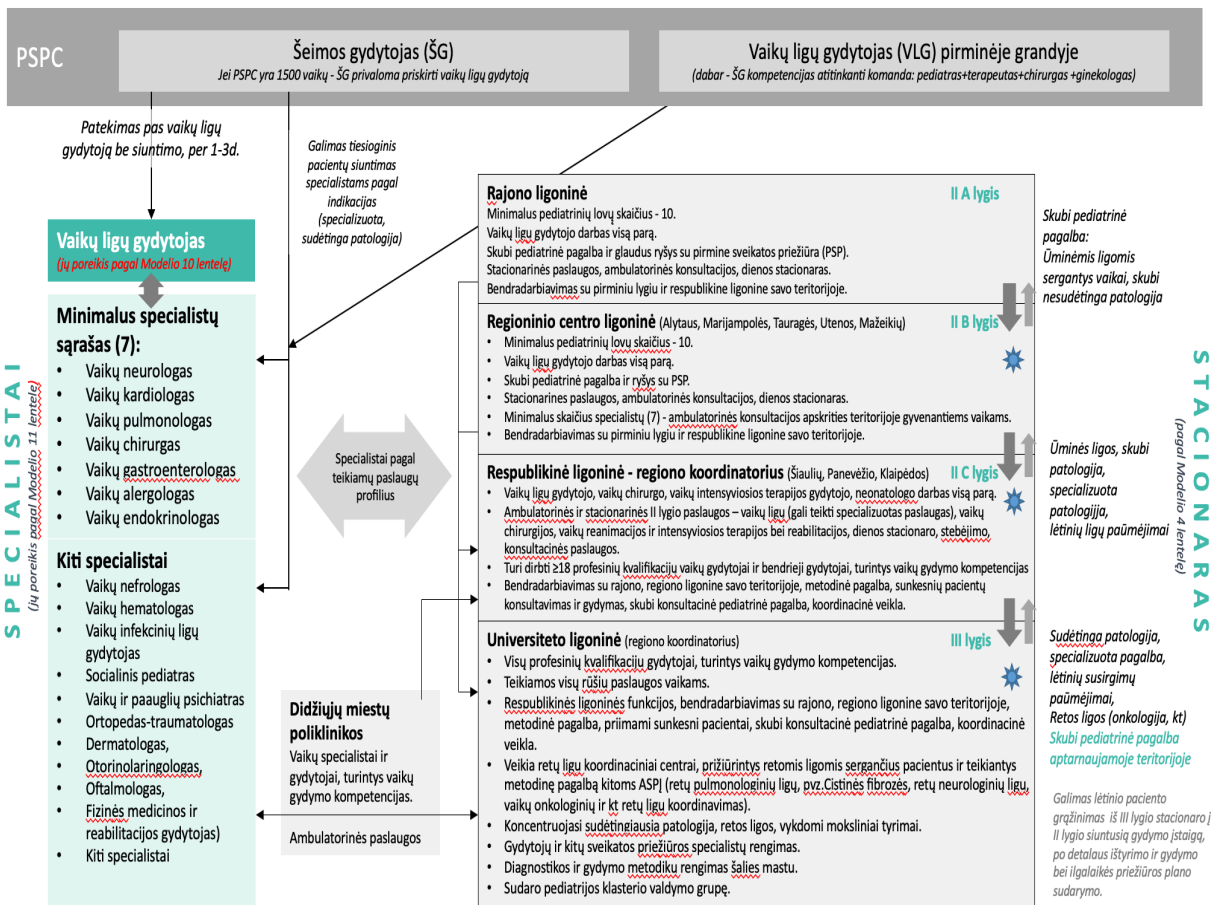 PSPC
Šeimos gydytojas (ŠG)
Jei PSPC yra 1500 vaikų - ŠG privaloma priskirti vaikų ligų gydytoją
Vaikų ligų gydytojas (VLG) pirminėje grandyje
(dabar - ŠG kompetencijas atitinkanti komanda: pediatras+terapeutas+chirurgas +ginekologas)
Patekimas pas vaikų ligų
gydytoją be siuntimo, per 1-3d.
Galimas tiesioginis
pacientų siuntimas
specialistams pagal
indikacijas
(specializuota,
sudėtinga patologija)
Vaikų ligų gydytojas
(jų poreikis pagal Modelio 10 lentelę)
SPECIALISTAI
(jų poreikis pagal Modelio 11 lentelę)
Minimalus specialistų
sąrašas (7):
• Vaikų neurologas
• Vaikų kardiologas
• Vaikų pulmonologas
• Vaikų chirurgas
• Vaikų gastroenterologas
• Vaikų alergologas
• Vaikų endokrinologas
Kiti specialistai
• Vaikų nefrologas
• Vaikų hematologas
• Vaikų infekcinių ligų
gydytojas
• Socialinis pediatras
• Vaikų ir paauglių psichiatras
• Ortopedas-traumatologas
• Dermatologas,
• Otorinolaringologas,
• Oftalmologas,
• Fizinės medicinos ir
reabilitacijos gydytojas)
• Kiti specialistai
Specialistai pagal
teikiamų paslaugų
profilius
Didžiųjų miestų
poliklinikos
Vaikų specialistai ir
gydytojai, turintys vaikų
gydymo kompetencijas.
Ambulatorinės paslaugos
Rajono ligoninė II A lygis
Minimalus pediatrinių lovų skaičius - 10.
Vaikų ligų gydytojo darbas visą parą.
Skubi pediatrinė pagalba ir glaudus ryšys su pirmine sveikatos priežiūra (PSP).
Stacionarinės paslaugos, ambulatorinės konsultacijos, dienos stacionaras.
Bendradarbiavimas su pirminiu lygiu ir respublikine ligonine savo teritorijoje.
Regioninio centro ligoninė (Alytaus, Marijampolės, Tauragės, Utenos, Mažeikių) II B lygis
• Minimalus pediatrinių lovų skaičius - 10.
• Vaikų ligų gydytojo darbas visą parą.
• Skubi pediatrinė pagalba ir ryšys su PSP.
• Stacionarines paslaugos, ambulatorinės konsultacijos, dienos stacionaras.
• Minimalus skaičius specialistų (7) - ambulatorinės konsultacijos apskrities teritorijoje gyvenantiems vaikams.
• Bendradarbiavimas su pirminiu lygiu ir respublikine ligonine savo teritorijoje.
Respublikinė ligoninė - regiono koordinatorius (Šiaulių, Panevėžio, Klaipėdos) II C lygis
• Vaikų ligų gydytojo, vaikų chirurgo, vaikų intensyviosios terapijos gydytojo, neonatologo darbas visą parą.
• Ambulatorinės ir stacionarinės II lygio paslaugos – vaikų ligų (gali teikti specializuotas paslaugas), vaikų
chirurgijos, vaikų reanimacijos ir intensyviosios terapijos bei reabilitacijos, dienos stacionaro, stebėjimo,
konsultacinės paslaugos.
• Turi dirbti ≥18 profesinių kvalifikacijų vaikų gydytojai ir bendrieji gydytojai, turintys vaikų gydymo kompetencijas
• Bendradarbiavimas su rajono, regiono ligonine savo teritorijoje, metodinė pagalba, sunkesnių pacientų
konsultavimas ir gydymas, skubi konsultacinė pediatrinė pagalba, koordinacinė veikla.
Universiteto ligoninė (regiono koordinatorius) III lygis
• Visų profesinių kvalifikacijų gydytojai, turintys vaikų gydymo kompetencijas.
• Teikiamos visų rūšių paslaugos vaikams.
• Respublikinės ligoninės funkcijos, bendradarbiavimas su rajono, regiono ligonine savo teritorijoje,
metodinė pagalba, priimami sunkesni pacientai, skubi konsultacinė pediatrinė pagalba, koordinacinė
veikla.
• Veikia retų ligų koordinaciniai centrai, prižiūrintys retomis ligomis sergančius pacientus ir teikiantys
metodinę pagalbą kitoms ASPĮ (retų pulmonologinių ligų, pvz.Cistinės fibrozės, retų neurologinių ligų,
vaikų onkologinių ir kt retų ligų koordinavimas).
• Koncentruojasi sudėtingiausia patologija, retos ligos, vykdomi moksliniai tyrimai.
• Gydytojų ir kitų sveikatos priežiūros specialistų rengimas.
• Diagnostikos ir gydymo metodikų rengimas šalies mastu.
• Sudaro pediatrijos klasterio valdymo grupę.
Skubi pediatrinė
pagalba:
Ūminėmis ligomis
sergantys vaikai, skubi
nesudėtinga patologija
Ūminės ligos, skubi
patologija,
specializuota
patologijja,
lėtinių ligų paūmėjimai
Sudėtinga patologija,
specializuota pagalba,
lėtinių susirgimų
paūmėjimai,
Retos ligos (onkologija, kt)
Skubi pediatrinė pagalba
aptarnaujamoje teritorijoje
Galimas lėtinio paciento
grąžinimas iš III lygio stacionaro į
II lygio siuntusią gydymo įstaigą,
po detalaus ištyrimo ir gydymo
bei ilgalaikės priežiūros plano
sudarymo.
STACIONARAS
(pagal Modelio 4 lentelę)